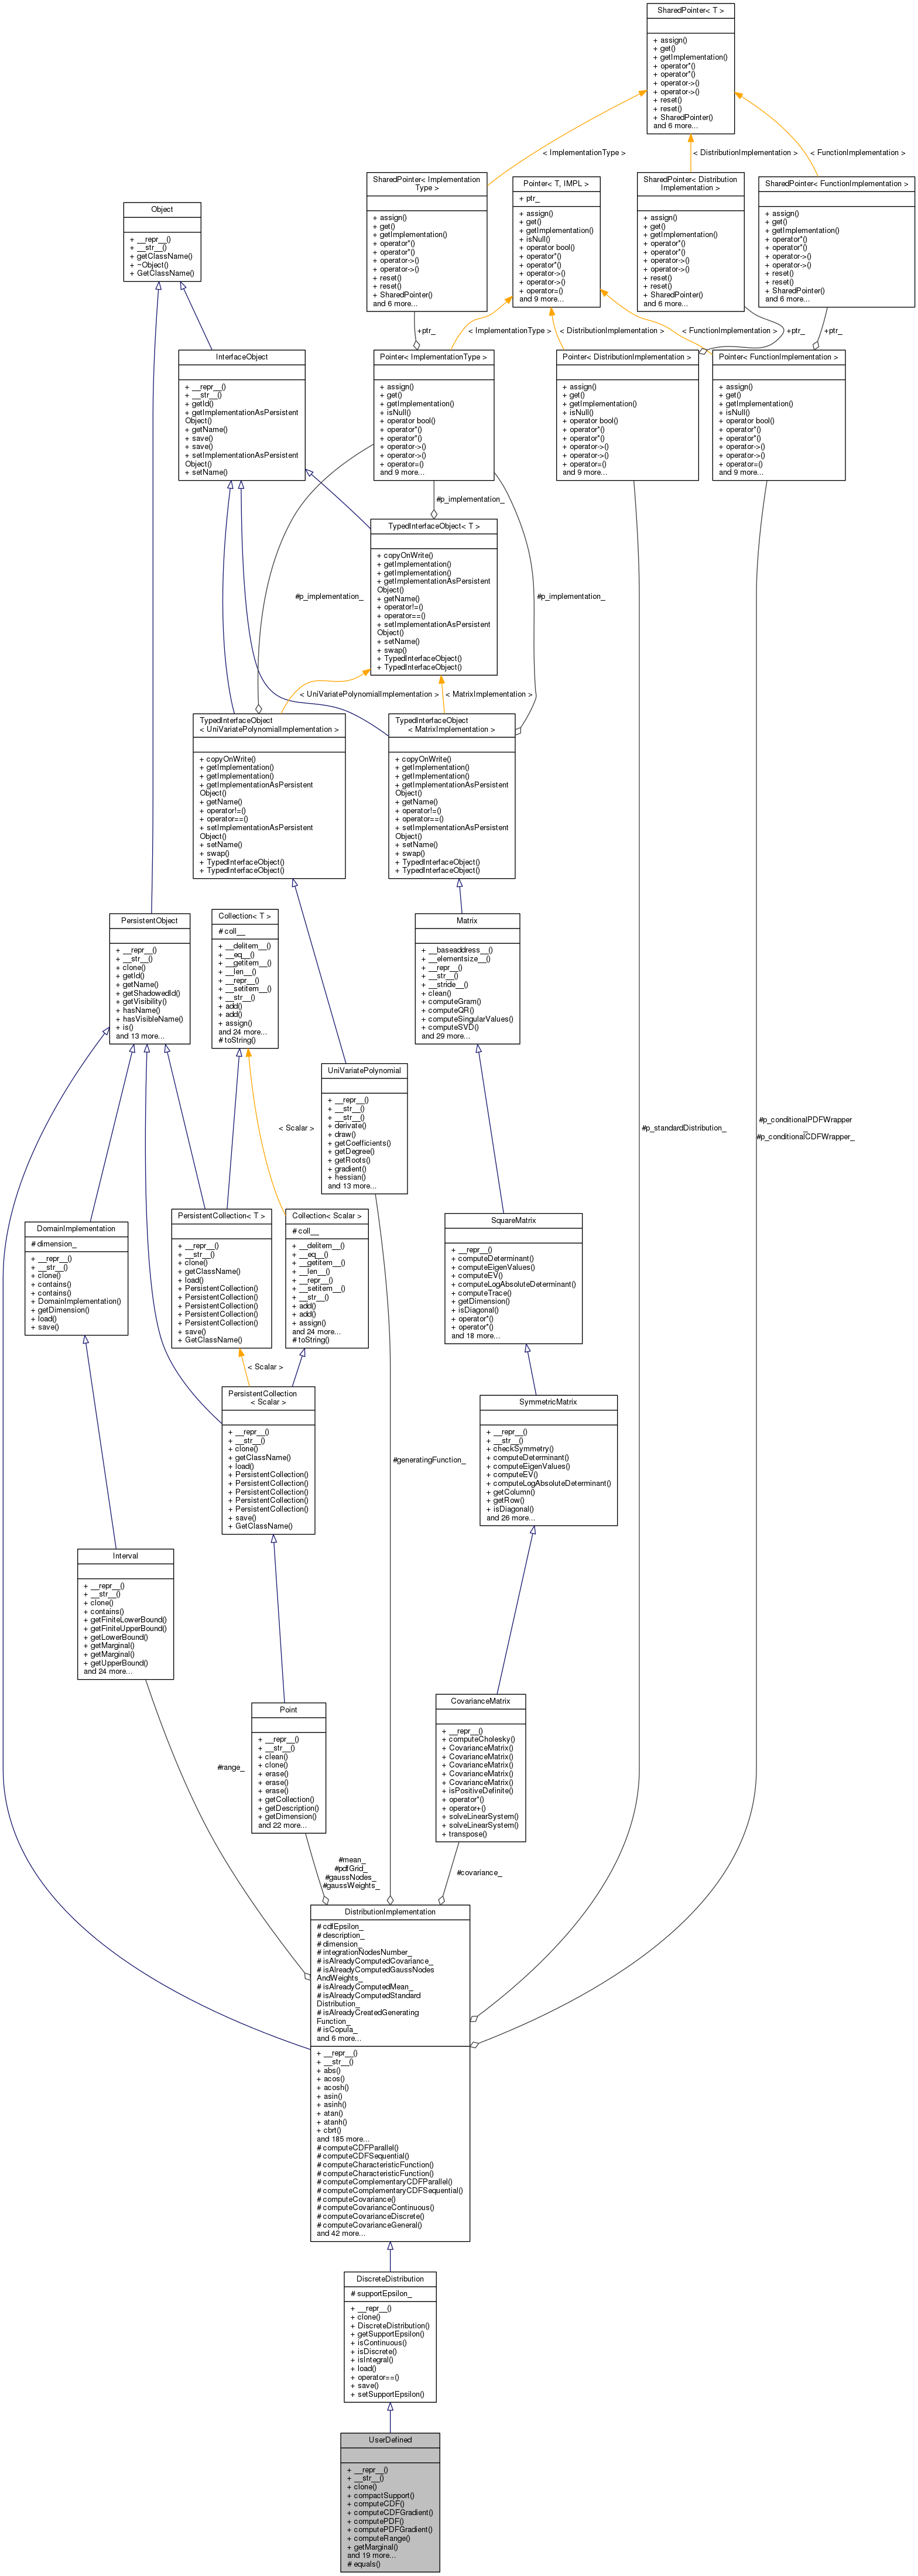 SharedPointer< T >
+ assign()
+ get()
+ getImplementation()
+ operator*()
+ operator*()
+ operator->()
+ operator->()
+ reset()
+ reset()
+ SharedPointer()
and 6 more...
< ImplementationType >
< DistributionImplementation >
< FunctionImplementation >
SharedPointer< Implementation
Type >
+ assign()
+ get()
+ getImplementation()
+ operator*()
+ operator*()
+ operator->()
+ operator->()
+ reset()
+ reset()
+ SharedPointer()
and 6 more...
Pointer< T, IMPL >
+ ptr_
+ assign()
+ get()
+ getImplementation()
+ isNull()
+ operator bool()
+ operator*()
+ operator*()
+ operator->()
+ operator->()
+ operator=()
and 9 more...
SharedPointer< Distribution
Implementation >
+ assign()
+ get()
+ getImplementation()
+ operator*()
+ operator*()
+ operator->()
+ operator->()
+ reset()
+ reset()
+ SharedPointer()
and 6 more...
SharedPointer< FunctionImplementation >
+ assign()
+ get()
+ getImplementation()
+ operator*()
+ operator*()
+ operator->()
+ operator->()
+ reset()
+ reset()
+ SharedPointer()
and 6 more...
Object
+ __repr__()
+ __str__()
+ getClassName()
+ ~Object()
+ GetClassName()
+ptr_
< ImplementationType >
< DistributionImplementation >
< FunctionImplementation >
+ptr_
+ptr_
InterfaceObject
+ __repr__()
+ __str__()
+ getId()
+ getImplementationAsPersistent
Object()
+ getName()
+ save()
+ save()
+ setImplementationAsPersistent
Object()
+ setName()
Pointer< ImplementationType >
+ assign()
+ get()
+ getImplementation()
+ isNull()
+ operator bool()
+ operator*()
+ operator*()
+ operator->()
+ operator->()
+ operator=()
and 9 more...
Pointer< DistributionImplementation >
+ assign()
+ get()
+ getImplementation()
+ isNull()
+ operator bool()
+ operator*()
+ operator*()
+ operator->()
+ operator->()
+ operator=()
and 9 more...
Pointer< FunctionImplementation >
+ assign()
+ get()
+ getImplementation()
+ isNull()
+ operator bool()
+ operator*()
+ operator*()
+ operator->()
+ operator->()
+ operator=()
and 9 more...
#p_implementation_
TypedInterfaceObject< T >
+ copyOnWrite()
+ getImplementation()
+ getImplementation()
+ getImplementationAsPersistent
Object()
+ getName()
+ operator!=()
+ operator==()
+ setImplementationAsPersistent
Object()
+ setName()
+ swap()
+ TypedInterfaceObject()
+ TypedInterfaceObject()
#p_implementation_
#p_implementation_
< UniVariatePolynomialImplementation >
< MatrixImplementation >
TypedInterfaceObject
< UniVariatePolynomialImplementation >
+ copyOnWrite()
+ getImplementation()
+ getImplementation()
+ getImplementationAsPersistent
Object()
+ getName()
+ operator!=()
+ operator==()
+ setImplementationAsPersistent
Object()
+ setName()
+ swap()
+ TypedInterfaceObject()
+ TypedInterfaceObject()
TypedInterfaceObject
< MatrixImplementation >
+ copyOnWrite()
+ getImplementation()
+ getImplementation()
+ getImplementationAsPersistent
Object()
+ getName()
+ operator!=()
+ operator==()
+ setImplementationAsPersistent
Object()
+ setName()
+ swap()
+ TypedInterfaceObject()
+ TypedInterfaceObject()
PersistentObject
+ __repr__()
+ __str__()
+ clone()
+ getId()
+ getName()
+ getShadowedId()
+ getVisibility()
+ hasName()
+ hasVisibleName()
+ is()
and 13 more...
Collection< T >
# coll__
+ __delitem__()
+ __eq__()
+ __getitem__()
+ __len__()
+ __repr__()
+ __setitem__()
+ __str__()
+ add()
+ add()
+ assign()
and 24 more...
# toString()
Matrix
+ __baseaddress__()
+ __elementsize__()
+ __repr__()
+ __str__()
+ __stride__()
+ clean()
+ computeGram()
+ computeQR()
+ computeSingularValues()
+ computeSVD()
and 29 more...
UniVariatePolynomial
+ __repr__()
+ __str__()
+ __str__()
+ derivate()
+ draw()
+ getCoefficients()
+ getDegree()
+ getRoots()
+ gradient()
+ hessian()
and 13 more...
< Scalar >
#p_standardDistribution_
#p_conditionalPDFWrapper
_
#p_conditionalCDFWrapper_
DomainImplementation
# dimension_
+ __repr__()
+ __str__()
+ clone()
+ contains()
+ contains()
+ DomainImplementation()
+ getDimension()
+ load()
+ save()
PersistentCollection< T >
+ __repr__()
+ __str__()
+ clone()
+ getClassName()
+ load()
+ PersistentCollection()
+ PersistentCollection()
+ PersistentCollection()
+ PersistentCollection()
+ PersistentCollection()
+ save()
+ GetClassName()
Collection< Scalar >
# coll__
+ __delitem__()
+ __eq__()
+ __getitem__()
+ __len__()
+ __repr__()
+ __setitem__()
+ __str__()
+ add()
+ add()
+ assign()
and 24 more...
# toString()
SquareMatrix
+ __repr__()
+ computeDeterminant()
+ computeEigenValues()
+ computeEV()
+ computeLogAbsoluteDeterminant()
+ computeTrace()
+ getDimension()
+ isDiagonal()
+ operator*()
+ operator*()
and 18 more...
< Scalar >
PersistentCollection
< Scalar >
+ __repr__()
+ __str__()
+ clone()
+ getClassName()
+ load()
+ PersistentCollection()
+ PersistentCollection()
+ PersistentCollection()
+ PersistentCollection()
+ PersistentCollection()
+ save()
+ GetClassName()
SymmetricMatrix
+ __repr__()
+ __str__()
+ checkSymmetry()
+ computeDeterminant()
+ computeEigenValues()
+ computeEV()
+ computeLogAbsoluteDeterminant()
+ getColumn()
+ getRow()
+ isDiagonal()
and 26 more...
#generatingFunction_
Interval
+ __repr__()
+ __str__()
+ clone()
+ contains()
+ getFiniteLowerBound()
+ getFiniteUpperBound()
+ getLowerBound()
+ getMarginal()
+ getMarginal()
+ getUpperBound()
and 24 more...
Point
+ __repr__()
+ __str__()
+ clean()
+ clone()
+ erase()
+ erase()
+ erase()
+ getCollection()
+ getDescription()
+ getDimension()
and 22 more...
CovarianceMatrix
+ __repr__()
+ computeCholesky()
+ CovarianceMatrix()
+ CovarianceMatrix()
+ CovarianceMatrix()
+ CovarianceMatrix()
+ CovarianceMatrix()
+ isPositiveDefinite()
+ operator*()
+ operator+()
+ solveLinearSystem()
+ solveLinearSystem()
+ transpose()
#range_
#mean_
#pdfGrid_
#gaussNodes_
#gaussWeights_
#covariance_
DistributionImplementation
# cdfEpsilon_
# description_
# dimension_
# integrationNodesNumber_
# isAlreadyComputedCovariance_
# isAlreadyComputedGaussNodes
AndWeights_
# isAlreadyComputedMean_
# isAlreadyComputedStandard
Distribution_
# isAlreadyCreatedGenerating
Function_
# isCopula_
and 6 more...
+ __repr__()
+ __str__()
+ abs()
+ acos()
+ acosh()
+ asin()
+ asinh()
+ atan()
+ atanh()
+ cbrt()
and 185 more...
# computeCDFParallel()
# computeCDFSequential()
# computeCharacteristicFunction()
# computeCharacteristicFunction()
# computeComplementaryCDFParallel()
# computeComplementaryCDFSequential()
# computeCovariance()
# computeCovarianceContinuous()
# computeCovarianceDiscrete()
# computeCovarianceGeneral()
and 42 more...
DiscreteDistribution
# supportEpsilon_
+ __repr__()
+ clone()
+ DiscreteDistribution()
+ getSupportEpsilon()
+ isContinuous()
+ isDiscrete()
+ isIntegral()
+ load()
+ operator==()
+ save()
+ setSupportEpsilon()
UserDefined
+ __repr__()
+ __str__()
+ clone()
+ compactSupport()
+ computeCDF()
+ computeCDFGradient()
+ computePDF()
+ computePDFGradient()
+ computeRange()
+ getMarginal()
and 19 more...
# equals()